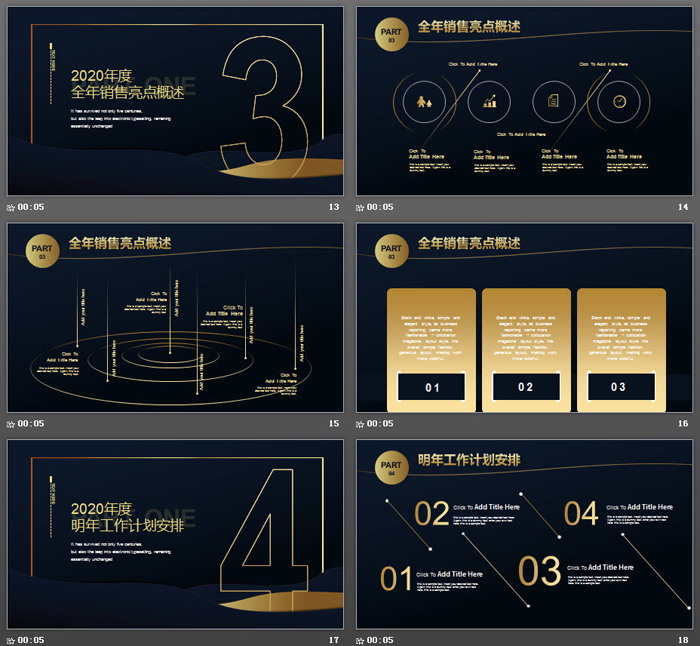 2020年度
全年销售亮点概述
ONE
It has survived not only five centuries,
but also the leap into electronic typesetting, remaining
essentially unchanged
3
00:05
13
PART
03
全年销售亮点概述
Click To Add Title Here
Click To Add Title Here
Click To Add Title Here
Click To
Add Title Here
Click To
Add Title Here
Click To
Add Title Here
Click To
Add Title Here
00:05
14
PART
03
全年销售亮点概述
Add your title here
Click To
Add Title Here
Add your title here
Click To
Add Title Here
Add your title here
Add your title here
Click To
Add Title Here
Add your title here
Add your title here
Click To
Add Title Here
00:05
15
PART
03
全年销售亮点概述
Black and white, simple and
elegant style, its business
reporting, came more
fashionable - collocation
magazine layout style, the
overall simple fashion,
generous layout, making work
more colorful.
01
Black and white, simple and
elegant style, its business
reporting, came more
fashionable - collocation
magazine layout style, the
overall simple fashion,
generous layout, making work
more colorful.
02
Black and white, simple and
elegant style, its business
reporting, came more
fashionable - collocation
magazine layout style, the
overall simple fashion,
generous layout, making work
more colorful.
03
00:05
16
2020年度
明年工作计划安排
ONE
It has survived not only five centuries,
but also the leap into electronic typesetting, remaining
essentially unchanged
4
00:05
17
PART
04
明年工作计划安排
02
Click To Add Title Here
04
Click To Add Title Here
01
Click To Add Title Here
03
Click To Add Title Here
00:05
18